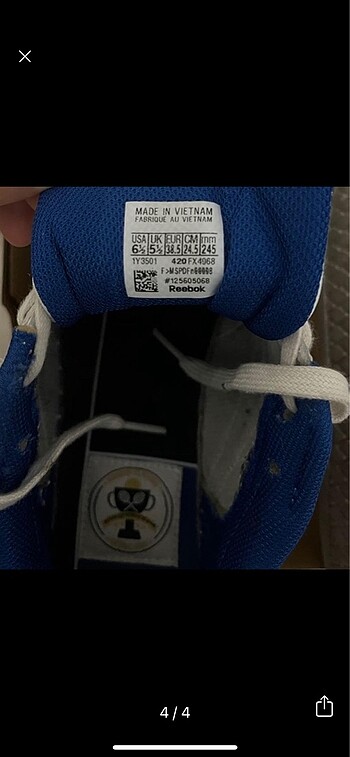 MADE IN VIETNAM
FABRIQUÉ AU VIETNAM
USA UK EUR CM mm
6½ 5½ 38.5 24.5 245
1Y3501 420 FX4968
#125605068
Reebok
4 / 4